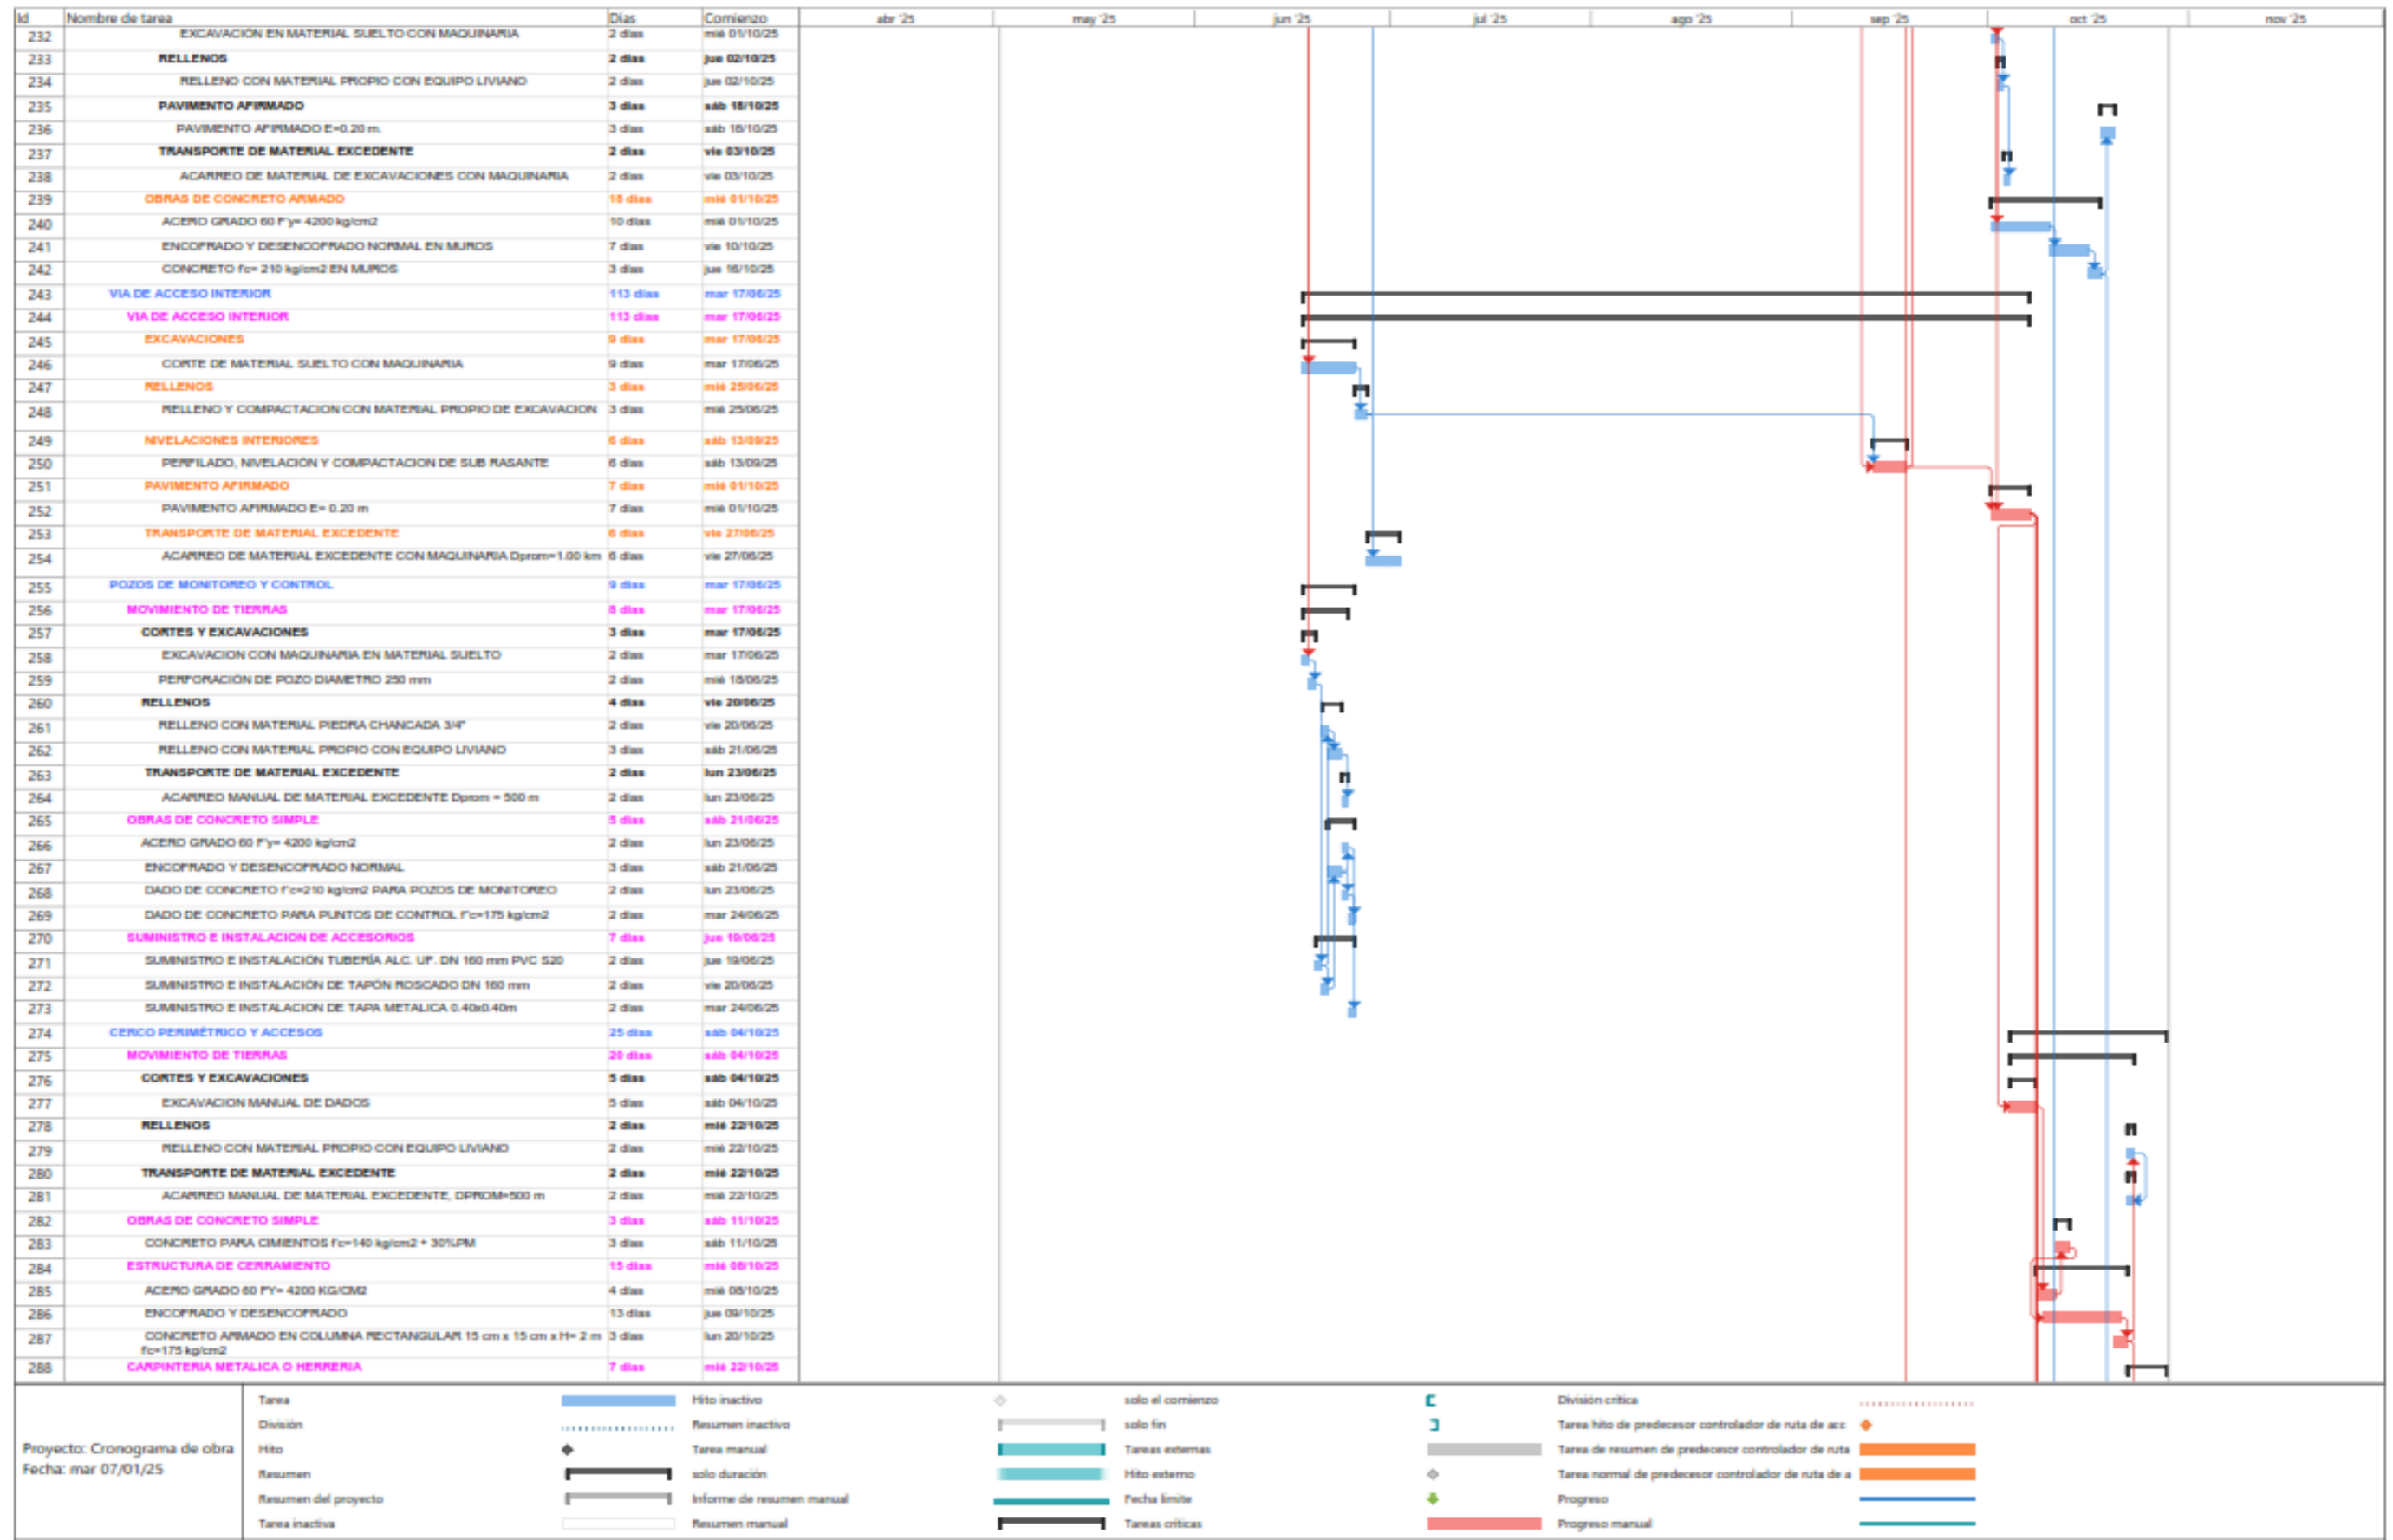 Id Nombre de tarea Días Comienzo abr '25 may '25 jun '25 jul '25 ago '25 sep '25 oct '25 nov '25
232 EXCAVACIÓN EN MATERIAL SUELTO CON MAQUINARIA 2 días mié 01/10/25
233 RELLENOS 2 días jue 02/10/25
234 RELLENO CON MATERIAL PROPIO CON EQUIPO LIVIANO 2 días jue 02/10/25
235 PAVIMENTO AFIRMADO 3 días sáb 18/10/25
236 PAVIMENTO AFIRMADO E=0.20 m. 3 días sáb 18/10/25
237 TRANSPORTE DE MATERIAL EXCEDENTE 2 días vie 03/10/25
238 ACARREO DE MATERIAL DE EXCAVACIONES CON MAQUINARIA 2 días vie 03/10/25
239 OBRAS DE CONCRETO ARMADO 18 días mié 01/10/25
240 ACERO GRADO 60 F'y= 4200 kg/cm2 10 días mié 01/10/25
241 ENCOFRADO Y DESENCOFRADO NORMAL EN MUROS 7 días vie 10/10/25
242 CONCRETO f'c= 210 kg/cm2 EN MUROS 3 días jue 16/10/25
243 VIA DE ACCESO INTERIOR 113 días mar 17/06/25
244 VIA DE ACCESO INTERIOR 113 días mar 17/06/25
245 EXCAVACIONES 9 días mar 17/06/25
246 CORTE DE MATERIAL SUELTO CON MAQUINARIA 9 días mar 17/06/25
247 RELLENOS 3 días mié 25/06/25
248 RELLENO Y COMPACTACION CON MATERIAL PROPIO DE EXCAVACION 3 días mié 25/06/25
249 NIVELACIONES INTERIORES 6 días sáb 13/09/25
250 PERFILADO, NIVELACIÓN Y COMPACTACION DE SUB RASANTE 6 días sáb 13/09/25
251 PAVIMENTO AFIRMADO 7 días mié 01/10/25
252 PAVIMENTO AFIRMADO E= 0.20 m 7 días mié 01/10/25
253 TRANSPORTE DE MATERIAL EXCEDENTE 6 días vie 27/06/25
254 ACARREO DE MATERIAL EXCEDENTE CON MAQUINARIA Dprom=1.00 km 6 días vie 27/06/25
255 POZOS DE MONITOREO Y CONTROL 9 días mar 17/06/25
256 MOVIMIENTO DE TIERRAS 8 días mar 17/06/25
257 CORTES Y EXCAVACIONES 3 días mar 17/06/25
258 EXCAVACION CON MAQUINARIA EN MATERIAL SUELTO 2 días mar 17/06/25
259 PERFORACIÓN DE POZO DIAMETRO 250 mm 2 días mié 18/06/25
260 RELLENOS 4 días vie 20/06/25
261 RELLENO CON MATERIAL PIEDRA CHANCADA 3/4" 2 días vie 20/06/25
262 RELLENO CON MATERIAL PROPIO CON EQUIPO LIVIANO 3 días sáb 21/06/25
263 TRANSPORTE DE MATERIAL EXCEDENTE 2 días lun 23/06/25
264 ACARREO MANUAL DE MATERIAL EXCEDENTE Dprom = 500 m 2 días lun 23/06/25
265 OBRAS DE CONCRETO SIMPLE 5 días sáb 21/06/25
266 ACERO GRADO 60 F'y= 4200 kg/cm2 2 días lun 23/06/25
267 ENCOFRADO Y DESENCOFRADO NORMAL 3 días sáb 21/06/25
268 DADO DE CONCRETO f'c=210 kg/cm2 PARA POZOS DE MONITOREO 2 días lun 23/06/25
269 DADO DE CONCRETO PARA PUNTOS DE CONTROL f'c=175 kg/cm2 2 días mar 24/06/25
270 SUMINISTRO E INSTALACION DE ACCESORIOS 7 días jue 19/06/25
271 SUMINISTRO E INSTALACIÓN TUBERÍA ALC. UF. DN 160 mm PVC S20 2 días jue 19/06/25
272 SUMINISTRO E INSTALACIÓN DE TAPÓN ROSCADO DN 160 mm 2 días vie 20/06/25
273 SUMINISTRO E INSTALACION DE TAPA METALICA 0.40x0.40m 2 días mar 24/06/25
274 CERCO PERIMÉTRICO Y ACCESOS 25 días sáb 04/10/25
275 MOVIMIENTO DE TIERRAS 20 días sáb 04/10/25
276 CORTES Y EXCAVACIONES 5 días sáb 04/10/25
277 EXCAVACION MANUAL DE DADOS 5 días sáb 04/10/25
278 RELLENOS 2 días mié 22/10/25
279 RELLENO CON MATERIAL PROPIO CON EQUIPO LIVIANO 2 días mié 22/10/25
280 TRANSPORTE DE MATERIAL EXCEDENTE 2 días mié 22/10/25
281 ACARREO MANUAL DE MATERIAL EXCEDENTE, DPROM=500 m 2 días mié 22/10/25
282 OBRAS DE CONCRETO SIMPLE 3 días sáb 11/10/25
283 CONCRETO PARA CIMIENTOS f'c=140 kg/cm2 + 30%PM 3 días sáb 11/10/25
284 ESTRUCTURA DE CERRAMIENTO 15 días mié 08/10/25
285 ACERO GRADO 60 FY= 4200 KG/CM2 4 días mié 08/10/25
286 ENCOFRADO Y DESENCOFRADO 13 días jue 09/10/25
287 CONCRETO ARMADO EN COLUMNA RECTANGULAR 15 cm x 15 cm x H= 2 m 3 días lun 20/10/25
f'c=175 kg/cm2
288 CARPINTERIA METALICA O HERRERIA 7 días mié 22/10/25
Proyecto: Cronograma de obra
Fecha: mar 07/01/25
Tarea Hito inactivo solo el comienzo División crítica
División Resumen inactivo solo fin Tarea hito de predecesor controlador de ruta de acc
Hito Tarea manual Tareas externas Tarea de resumen de predecesor controlador de ruta
Resumen solo duración Hito externo Tarea normal de predecesor controlador de ruta de a
Resumen del proyecto Informe de resumen manual Fecha límite Progreso
Tarea inactiva Resumen manual Tareas críticas Progreso manual